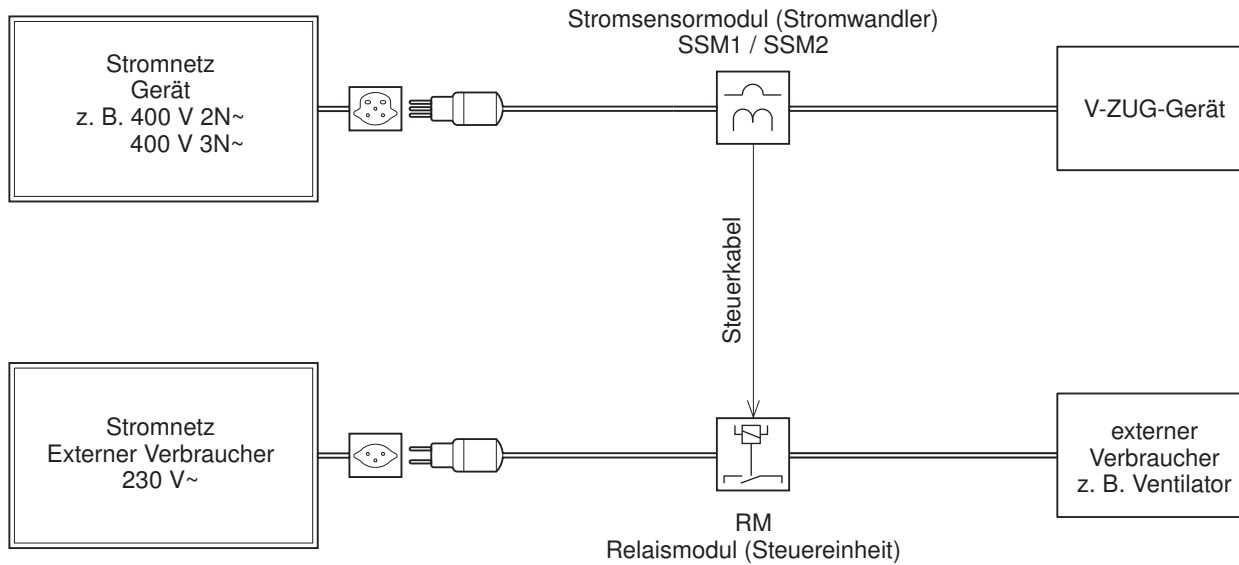 Stromsensormodul (Stromwandler)
SSM1 / SSM2
Stromnetz
Gerät
z. B. 400 V 2N~
400 V 3N~
V-ZUG-Gerät
Steuerkabel
Stromnetz
Externer Verbraucher
230 V~
externer
Verbraucher
z. B. Ventilator
RM
Relaismodul (Steuereinheit)